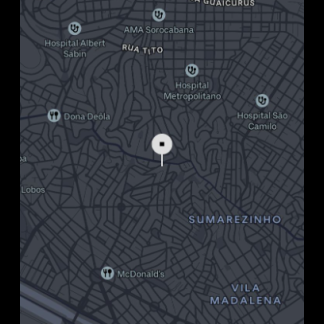 GUAICURUS
AMA Sorocabana
Hospital Albert
Sabin
RUA TITO
Hospital
Metropolitano
Hospital São
Camilo
Dona Deôla
Lobos
SUMAREZINHO
McDonald's
VILA
MADALENA